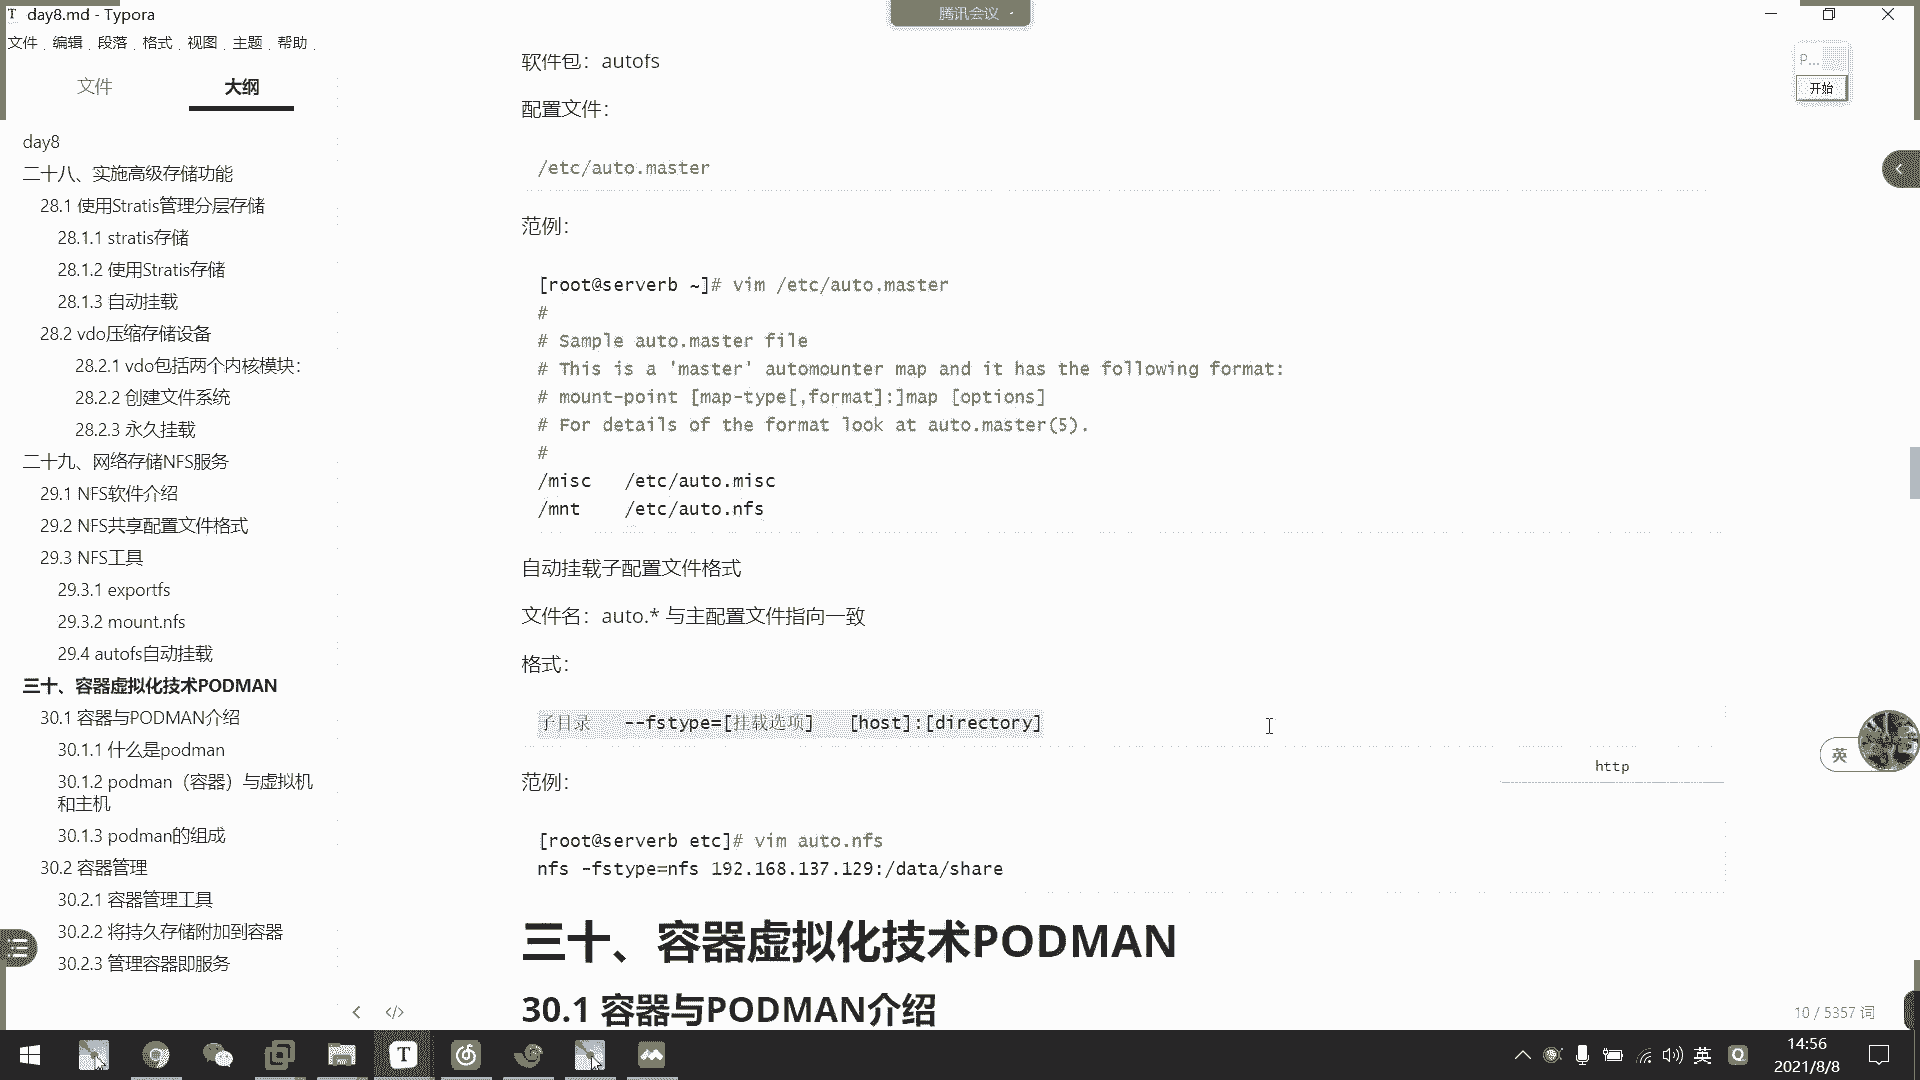 day8.md - Typora
腾讯会议
文件 编辑 段落 格式 视图 主题 帮助
文件
大纲
day8
二十八、实施高级存储功能
28.1 使用Stratis管理分层存储
28.1.1 stratis存储
28.1.2 使用Stratis存储
28.1.3 自动挂载
28.2 vdo压缩存储设备
28.2.1 vdo包括两个内核模块：
28.2.2 创建文件系统
28.2.3 永久挂载
二十九、网络存储NFS服务
29.1 NFS软件介绍
29.2 NFS共享配置文件格式
29.3 NFS工具
29.3.1 exportfs
29.3.2 mount.nfs
29.4 autofs自动挂载
三十、容器虚拟化技术PODMAN
30.1 容器与PODMAN介绍
30.1.1 什么是podman
30.1.2 podman（容器）与虚拟机
和主机
30.1.3 podman的组成
30.2 容器管理
30.2.1 容器管理工具
30.2.2 将持久存储附加到容器
30.2.3 管理容器即服务
软件包：autofs
配置文件：
/etc/auto.master
范例：
[root@serverb ~]# vim /etc/auto.master
#
# Sample auto.master file
# This is a 'master' automounter map and it has the following format:
# mount-point [map-type[,format]:]map [options]
# For details of the format look at auto.master(5).
#
/misc   /etc/auto.misc
/mnt    /etc/auto.nfs
自动挂载子配置文件格式
文件名：auto.* 与主配置文件指向一致
格式：
子目录   --fstype=[挂载选项]   [host]:[directory]
http
范例：
[root@serverb etc]# vim auto.nfs
nfs -fstype=nfs 192.168.137.129:/data/share
三十、容器虚拟化技术PODMAN
30.1 容器与PODMAN介绍
P...
开始
英
10 / 5357 词
英
14:56
2021/8/8